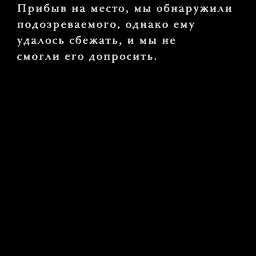 Прибыв на место, мы обнаружили
подозреваемого, однако ему
удалось сбежать, и мы не
смогли его допросить.